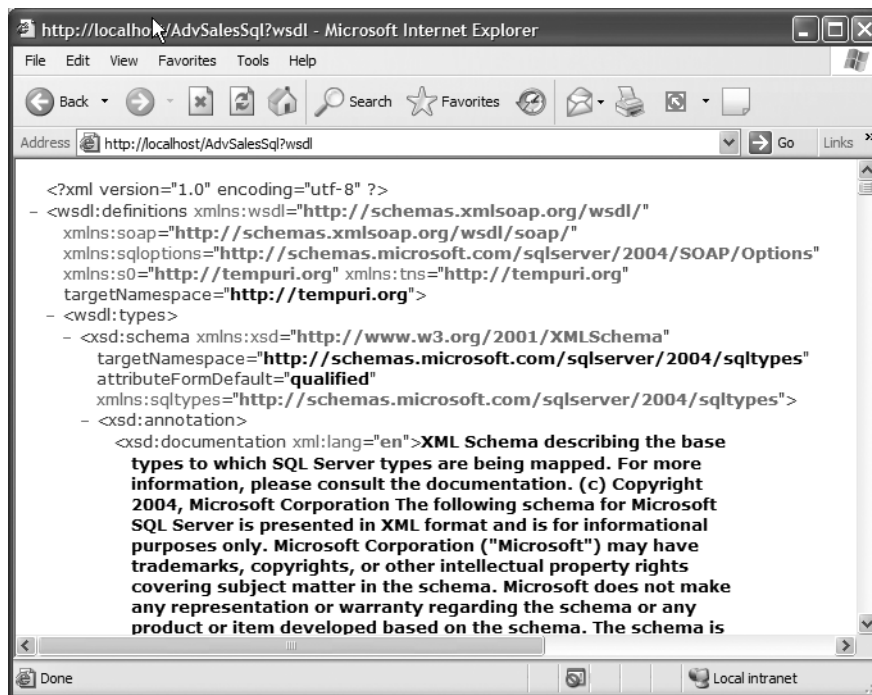 http://localhost/AdvSalesSql?wsdl - Microsoft Internet Explorer
File Edit View Favorites Tools Help
Back Search Favorites
Address http://localhost/AdvSalesSql?wsdl Go Links »
<?xml version="1.0" encoding="utf-8" ?>
– <wsdl:definitions xmlns:wsdl="http://schemas.xmlsoap.org/wsdl/"
xmlns:soap="http://schemas.xmlsoap.org/wsdl/soap/"
xmlns:sqloptions="http://schemas.microsoft.com/sqlserver/2004/SOAP/Options"
xmlns:s0="http://tempuri.org" xmlns:tns="http://tempuri.org"
targetNamespace="http://tempuri.org">
– <wsdl:types>
– <xsd:schema xmlns:xsd="http://www.w3.org/2001/XMLSchema"
targetNamespace="http://schemas.microsoft.com/sqlserver/2004/sqltypes"
attributeFormDefault="qualified"
xmlns:sqltypes="http://schemas.microsoft.com/sqlserver/2004/sqltypes">
– <xsd:annotation>
<xsd:documentation xml:lang="en">XML Schema describing the base
types to which SQL Server types are being mapped. For more
information, please consult the documentation. (c) Copyright
2004, Microsoft Corporation The following schema for Microsoft
SQL Server is presented in XML format and is for informational
purposes only. Microsoft Corporation ("Microsoft") may have
trademarks, copyrights, or other intellectual property rights
covering subject matter in the schema. Microsoft does not make
any representation or warranty regarding the schema or any
product or item developed based on the schema. The schema is
Done Local intranet